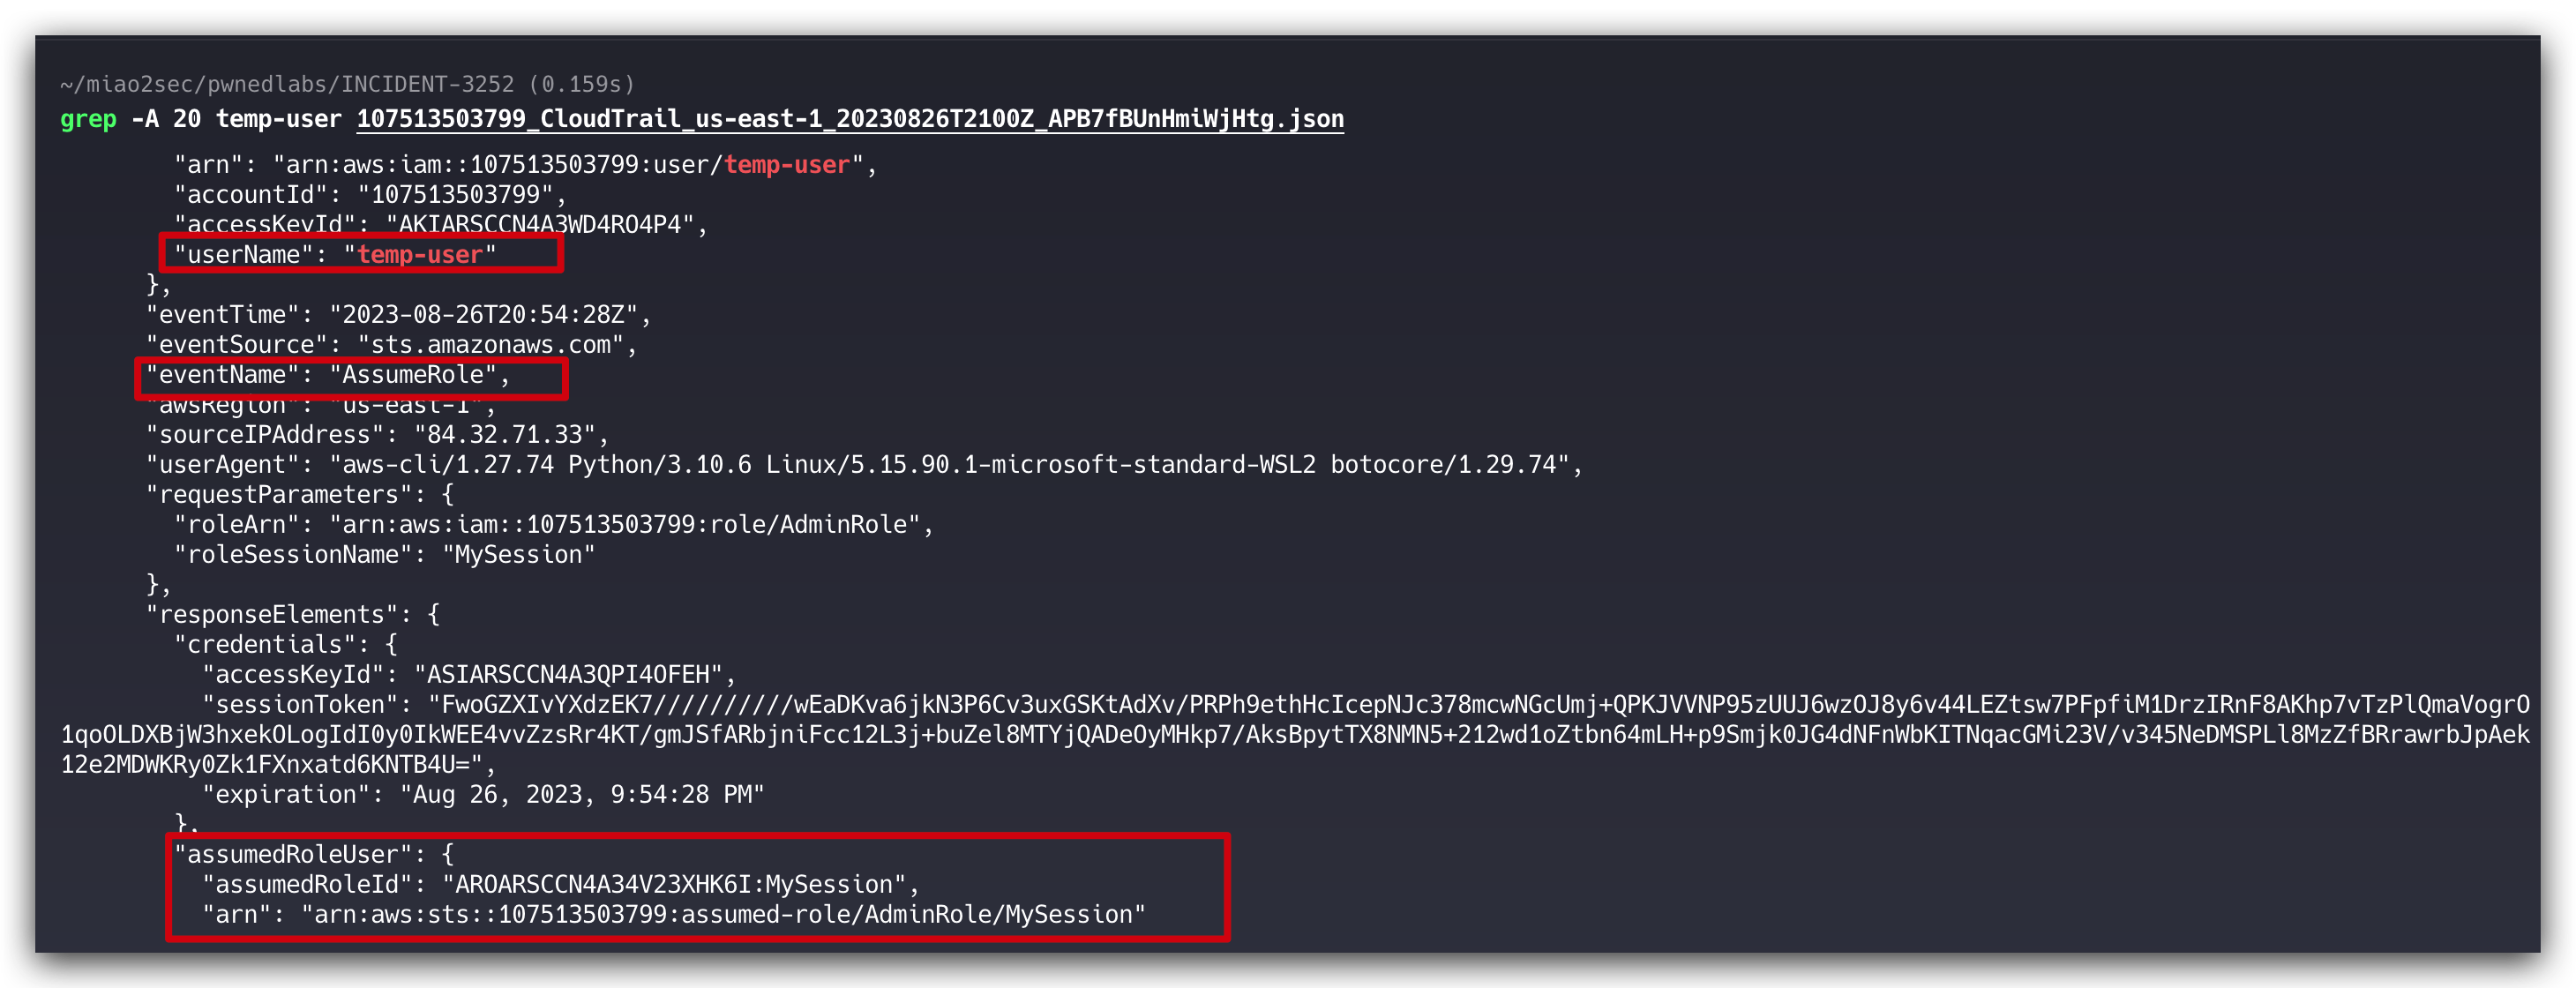 ~/miao2sec/pwnedlabs/INCIDENT-3252 (0.159s)
grep -A 20 temp-user 107513503799_CloudTrail_us-east-1_20230826T2100Z_APB7fBUnHmiWjHtg.json
"arn": "arn:aws:iam::107513503799:user/temp-user",
"accountId": "107513503799",
"accessKeyId": "AKIARSCCN4A3WD4RO4P4",
"userName": "temp-user"
},
"eventTime": "2023-08-26T20:54:28Z",
"eventSource": "sts.amazonaws.com",
"eventName": "AssumeRole",
"awsRegion": "us-east-1",
"sourceIPAddress": "84.32.71.33",
"userAgent": "aws-cli/1.27.74 Python/3.10.6 Linux/5.15.90.1-microsoft-standard-WSL2 botocore/1.29.74",
"requestParameters": {
"roleArn": "arn:aws:iam::107513503799:role/AdminRole",
"roleSessionName": "MySession"
},
"responseElements": {
"credentials": {
"accessKeyId": "ASIARSCCN4A3QPI4OFEH",
"sessionToken": "FwoGZXIvYXdzEK7//////////wEaDKva6jkN3P6Cv3uxGSKtAdXv/PRPh9ethHcIcepNJc378mcwNGcUmj+QPKJVVNP95zUUJ6wzOJ8y6v44LEZtsw7PFpfiM1DrzIRnF8AKhp7vTzPlQmaVogrO
1qoOLDXBjW3hxekOLogIdI0y0IkWEE4vvZzsRr4KT/gmJSfARbjniFcc12L3j+buZel8MTYjQADeOyMHkp7/AksBpytTX8NMN5+212wd1oZtbn64mLH+p9Smjk0JG4dNFnWbKITNqacGMi23V/v345NeDMSPLl8MzZfBRrawrbJpAek
12e2MDWKRy0Zk1FXnxatd6KNTB4U=",
"expiration": "Aug 26, 2023, 9:54:28 PM"
},
"assumedRoleUser": {
"assumedRoleId": "AROARSCCN4A34V23XHK6I:MySession",
"arn": "arn:aws:sts::107513503799:assumed-role/AdminRole/MySession"